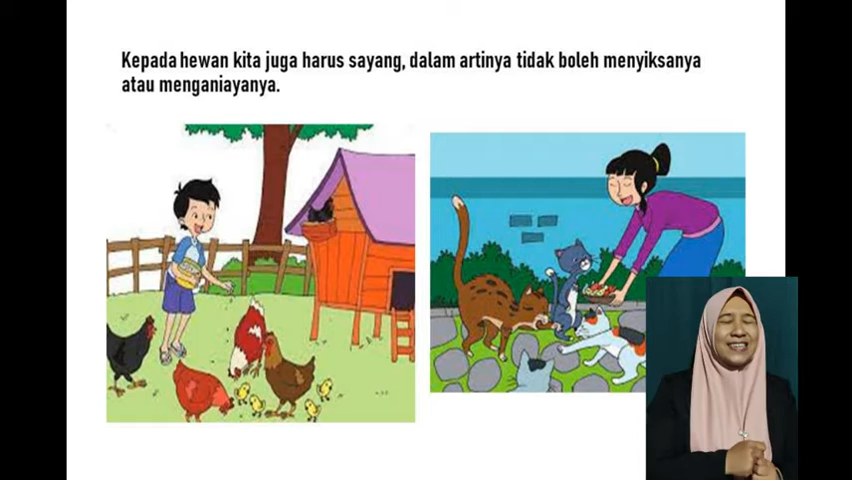 Kepada hewan kita juga harus sayang, dalam artinya tidak boleh menyiksanya
atau menganiayanya.